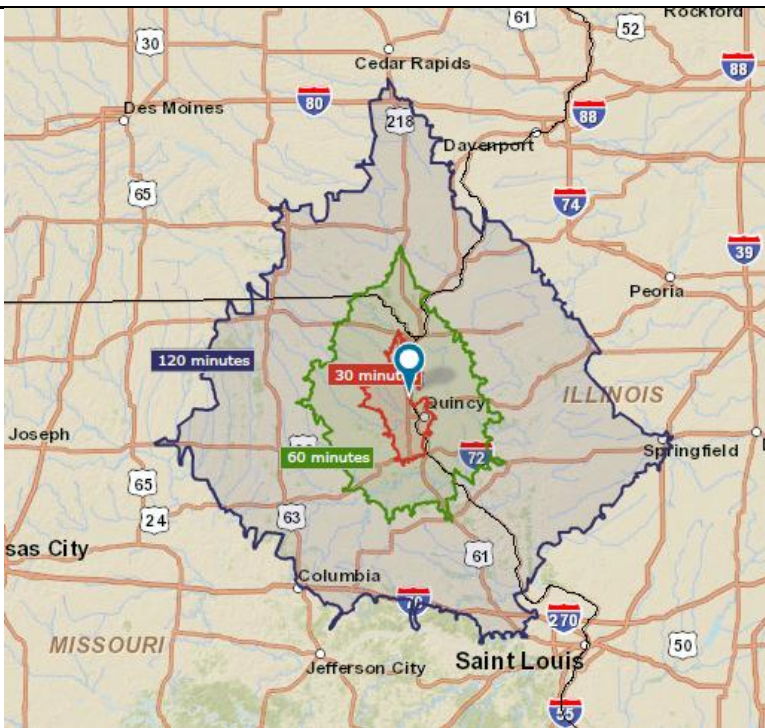 61
Rockford
52
30
88
Cedar Rapids
80
Des Moines
88
218
Davenport
65
74
39
Peoria
120 minutes
30 minutes
ILLINOIS
Quincy
Joseph
Springfield
60 minutes
72
65
24
63
sas City
61
Columbia
270
MISSOURI
50
Saint Louis
Jefferson City
55